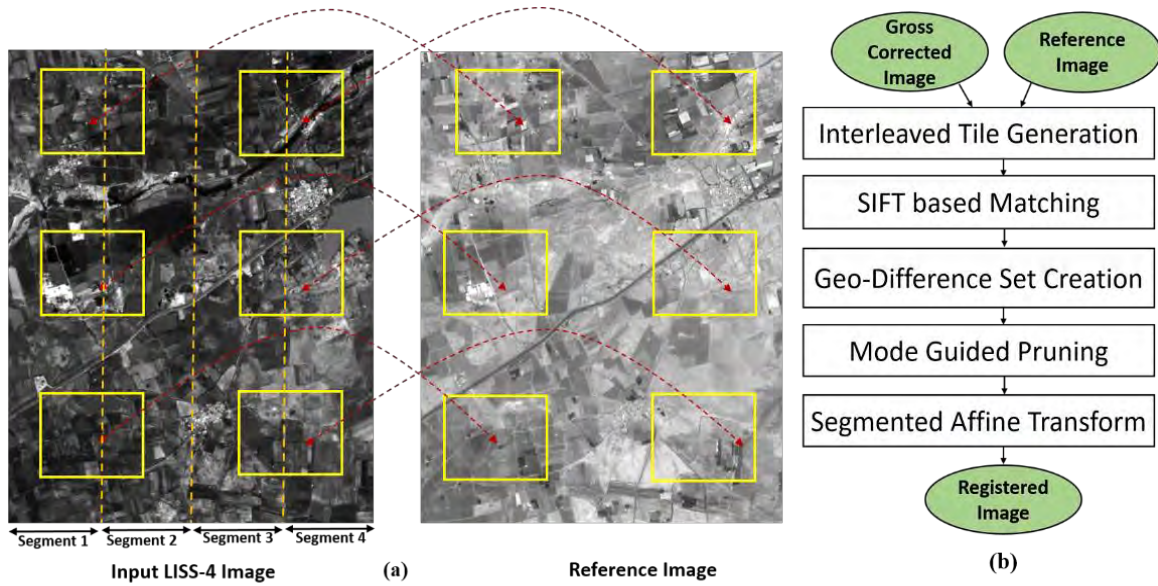 Segment 1
Segment 2
Segment 3
Segment 4
Input LISS-4 Image
(a)
Reference Image
Gross
Corrected
Image
Reference
Image
Interleaved Tile Generation
SIFT based Matching
Geo-Difference Set Creation
Mode Guided Pruning
Segmented Affine Transform
Registered
Image
(b)